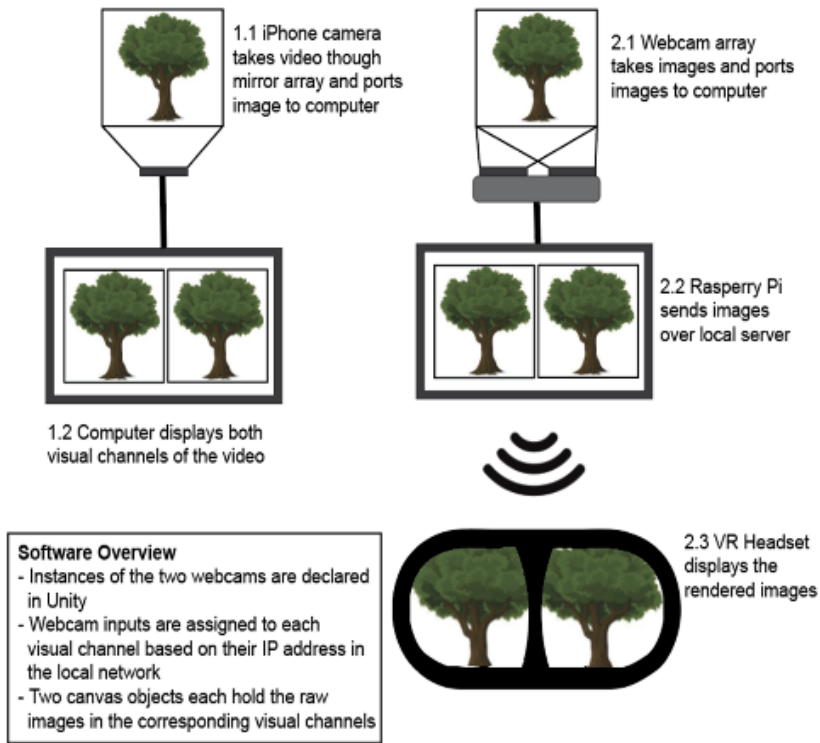 1.1 iPhone camera
takes video though
mirror array and ports
image to computer
1.2 Computer displays both
visual channels of the video
2.1 Webcam array
takes images and ports
images to computer
2.2 Rasperry Pi
sends images
over local server
2.3 VR Headset
displays the
rendered images
Software Overview
- Instances of the two webcams are declared
in Unity
- Webcam inputs are assigned to each
visual channel based on their IP address in
the local network
- Two canvas objects each hold the raw
images in the corresponding visual channels